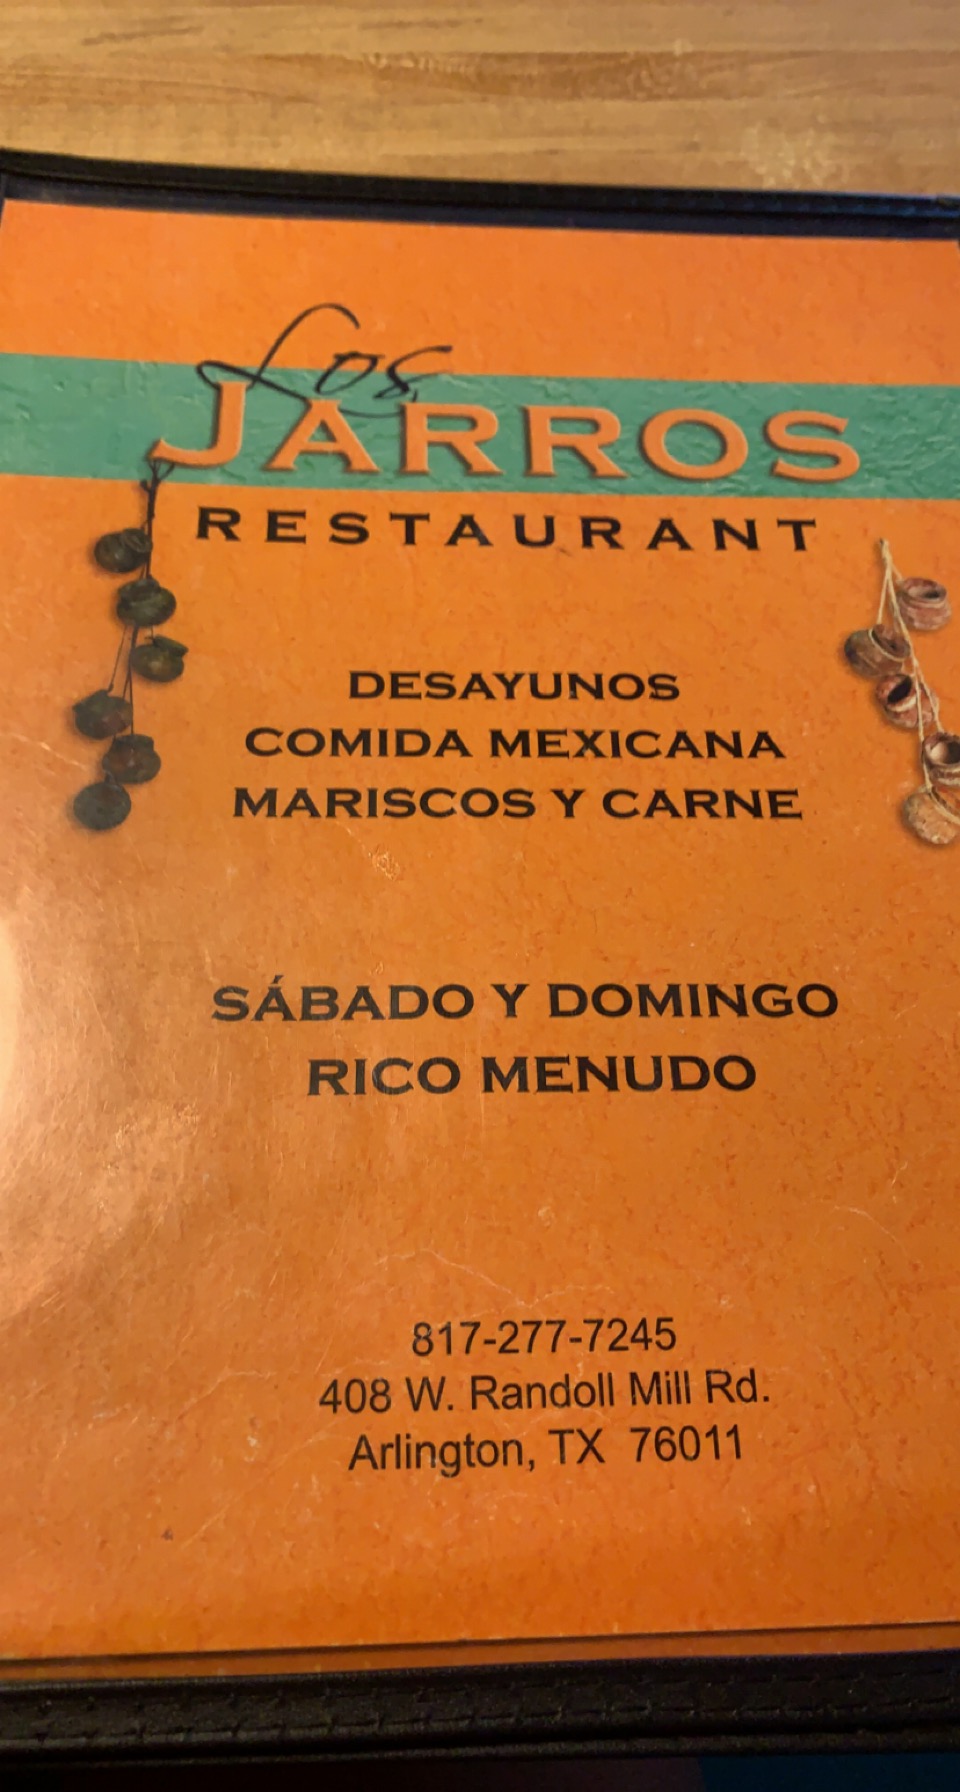 Los
JARROS
RESTAURANT
DESAYUNOS
COMIDA MEXICANA
MARISCOS Y CARNE
SÁBADO Y DOMINGO
RICO MENUDO
817-277-7245
408 W. Randoll Mill Rd.
Arlington, TX 76011